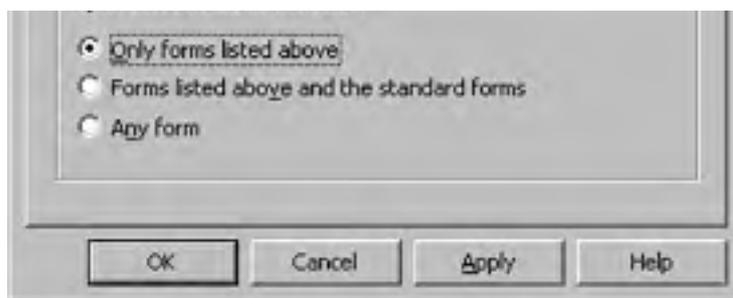 Only forms listed above
Forms listed above and the standard forms
Any form
OK Cancel Apply Help